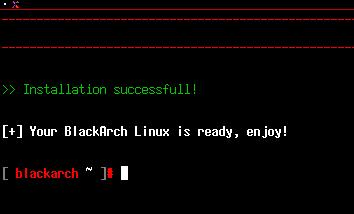 >> Installation successfull!
[+] Your BlackArch Linux is ready, enjoy!
[ blackarch ~ ]#